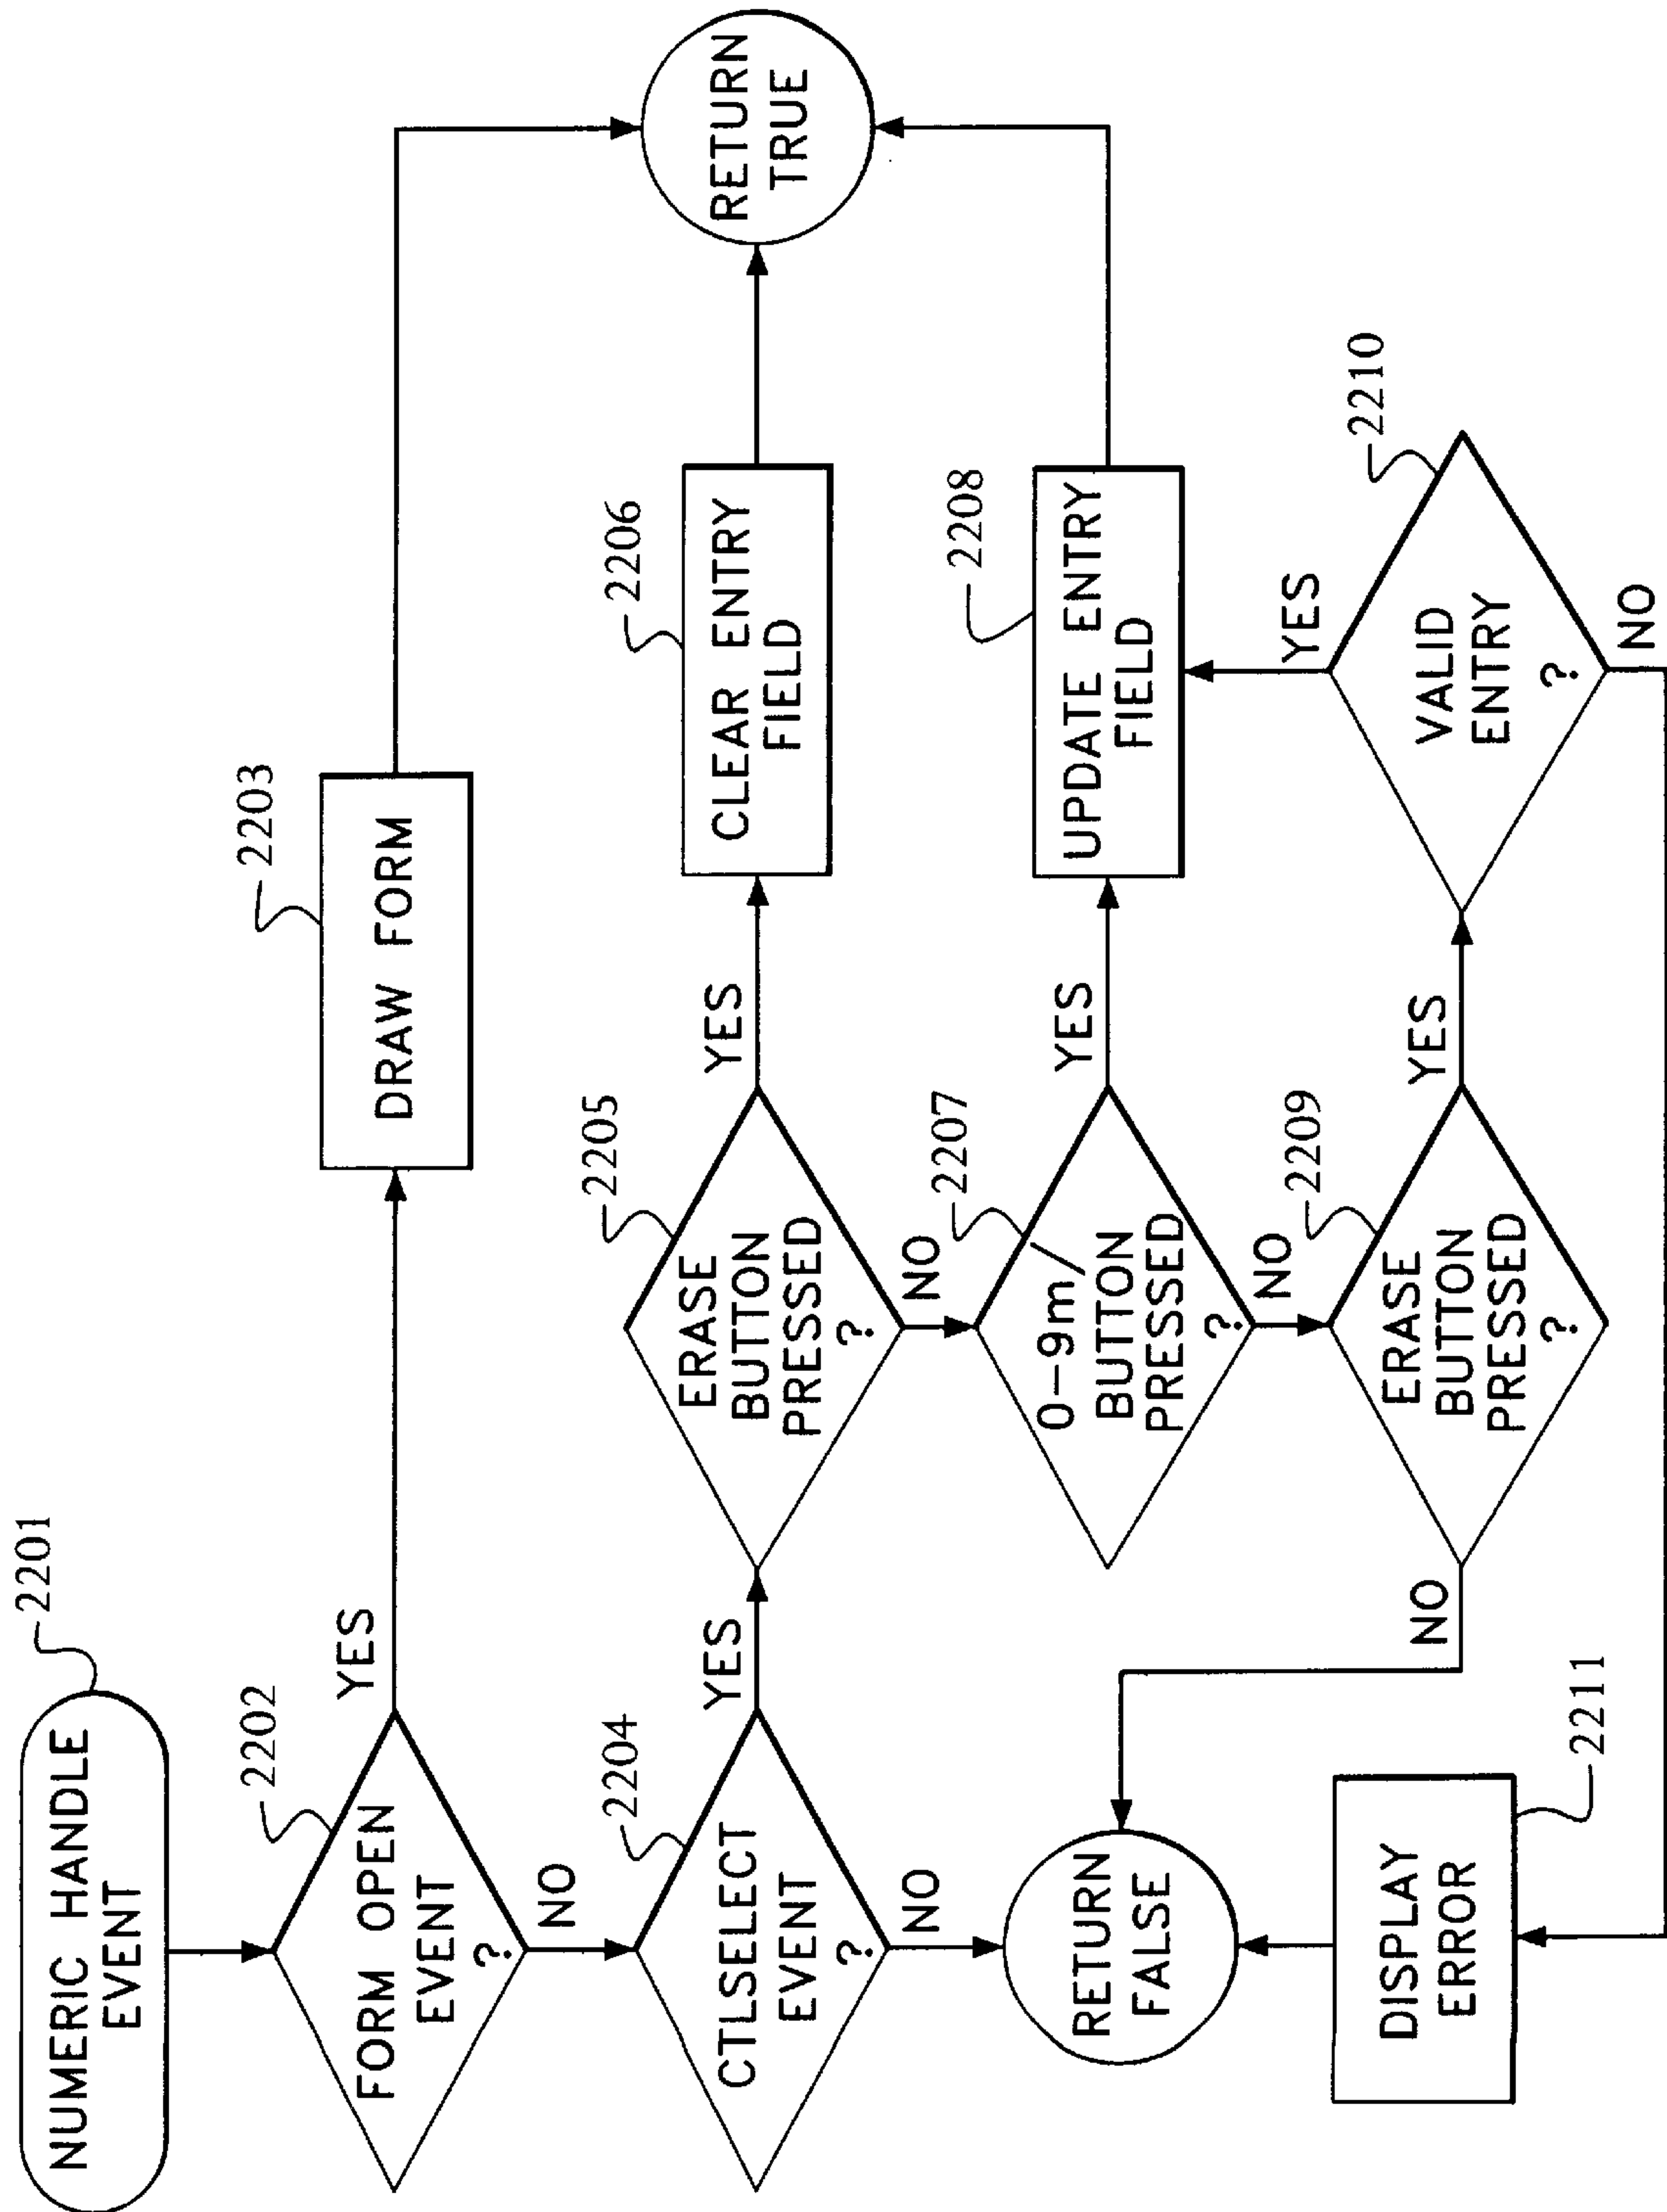 NUMERIC HANDLE
EVENT
2201
FORM OPEN
EVENT
?
2202
YES
NO
DRAW FORM
2203
CTLSELECT
EVENT
?
2204
YES
NO
ERASE
BUTTON
PRESSED
?
2205
YES
NO
CLEAR ENTRY
FIELD
2206
RETURN
TRUE
0-9m/
BUTTON
PRESSED
?
2207
YES
NO
UPDATE ENTRY
FIELD
2208
RETURN
FALSE
ERASE
BUTTON
PRESSED
?
2209
YES
NO
VALID
ENTRY
?
2210
YES
NO
DISPLAY
ERROR
2211